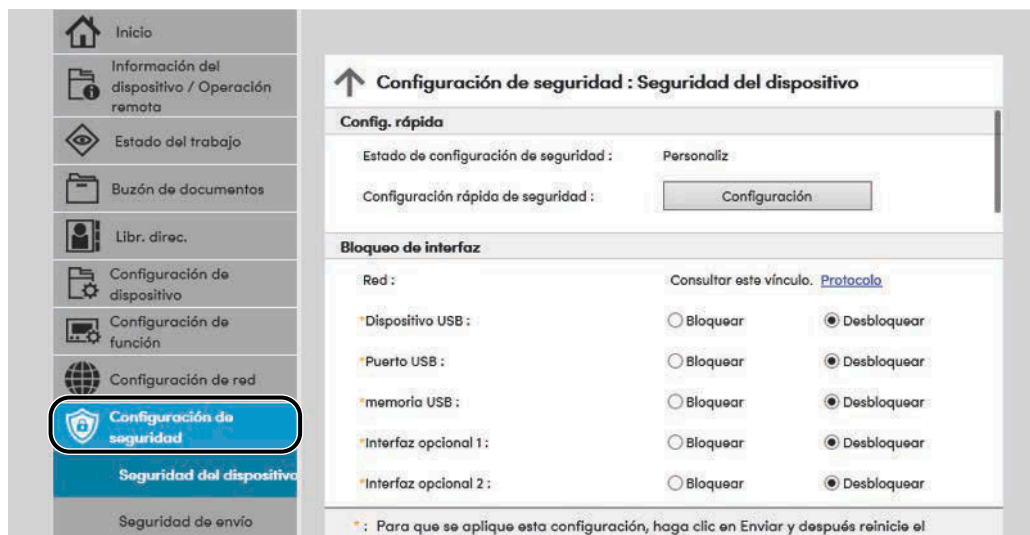 Inicio
Información del
dispositivo / Operación
remota
Estado del trabajo
Buzón de documentos
Libr. direc.
Configuración de
dispositivo
Configuración de
función
Configuración de red
Configuración de
seguridad
Seguridad del dispositivo
Seguridad de envío
Configuración de seguridad : Seguridad del dispositivo
Config. rápida
Estado de configuración de seguridad : Personaliz
Configuración rápida de seguridad : Configuración
Bloqueo de interfaz
Red : Consultar este vínculo. Protocolo
*Dispositivo USB : Bloquear Desbloquear
*Puerto USB : Bloquear Desbloquear
*memoria USB : Bloquear Desbloquear
*Interfaz opcional 1 : Bloquear Desbloquear
*Interfaz opcional 2 : Bloquear Desbloquear
* : Para que se aplique esta configuración, haga clic en Enviar y después reinicie el